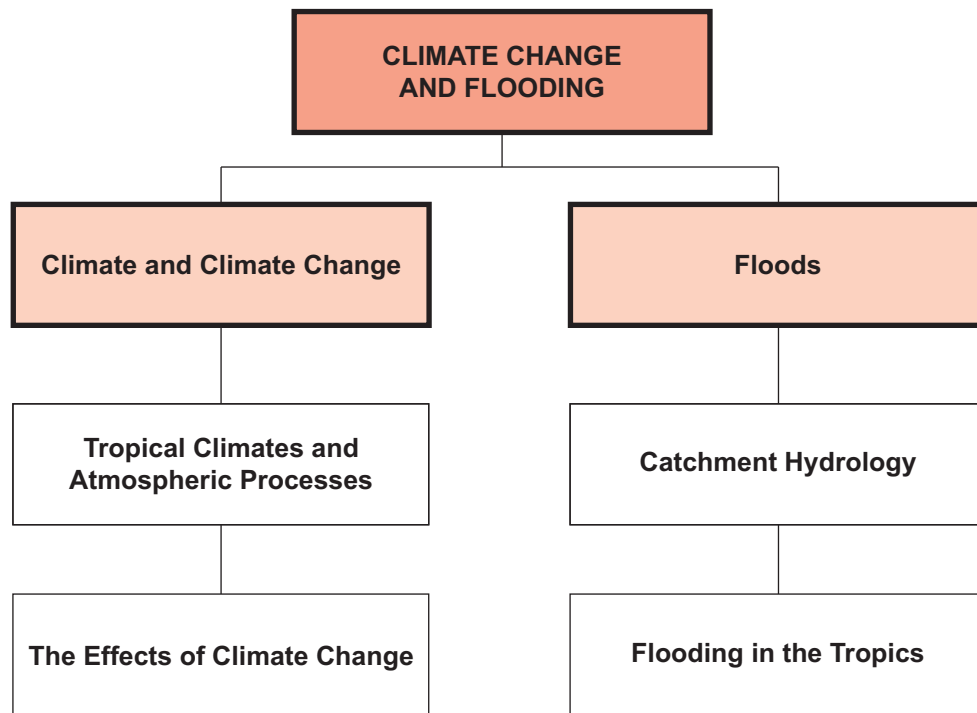 CLIMATE CHANGE
AND FLOODING
Climate and Climate Change
Floods
Tropical Climates and
Atmospheric Processes
Catchment Hydrology
The Effects of Climate Change
Flooding in the Tropics